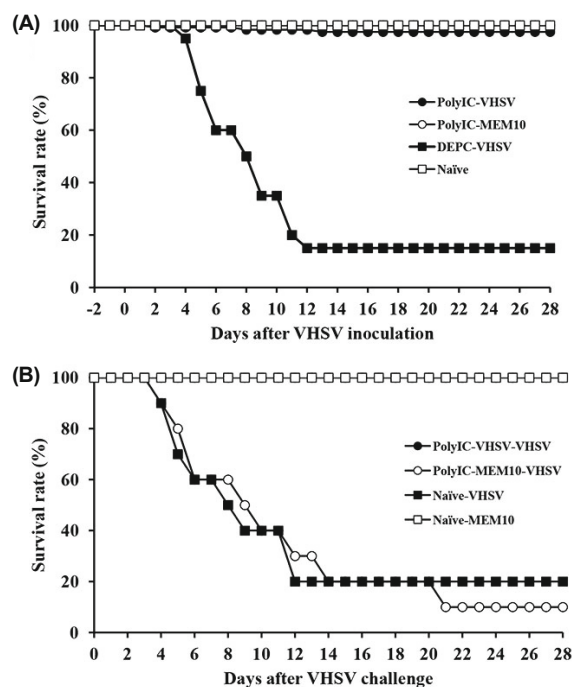 (A)
100
80
60
40
20
0
Survival rate (%)
PolyIC-VHSV
PolyIC-MEM10
DEPC-VHSV
Naïve
-2 0 2 4 6 8 10 12 14 16 18 20 22 24 26 28
Days after VHSV inoculation
(B)
100
80
60
40
20
0
Survival rate (%)
PolyIC-VHSV-VHSV
PolyIC-MEM10-VHSV
Naïve-VHSV
Naïve-MEM10
0 2 4 6 8 10 12 14 16 18 20 22 24 26 28
Days after VHSV challenge